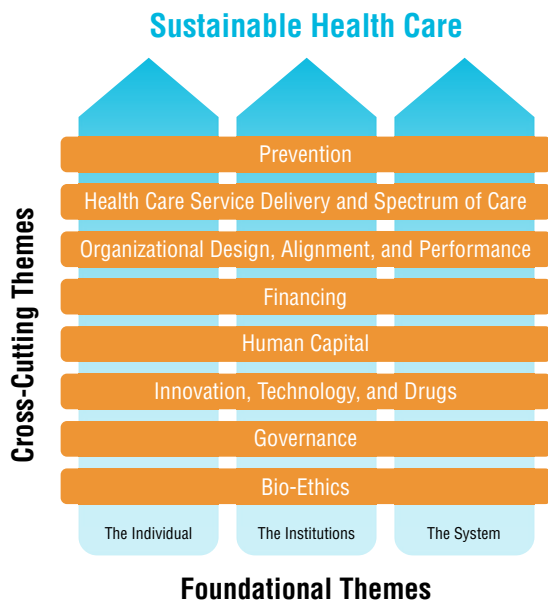 Sustainable Health Care
Cross-Cutting Themes
Prevention
Health Care Service Delivery and Spectrum of Care
Organizational Design, Alignment, and Performance
Financing
Human Capital
Innovation, Technology, and Drugs
Governance
Bio-Ethics
The Individual
The Institutions
The System
Foundational Themes